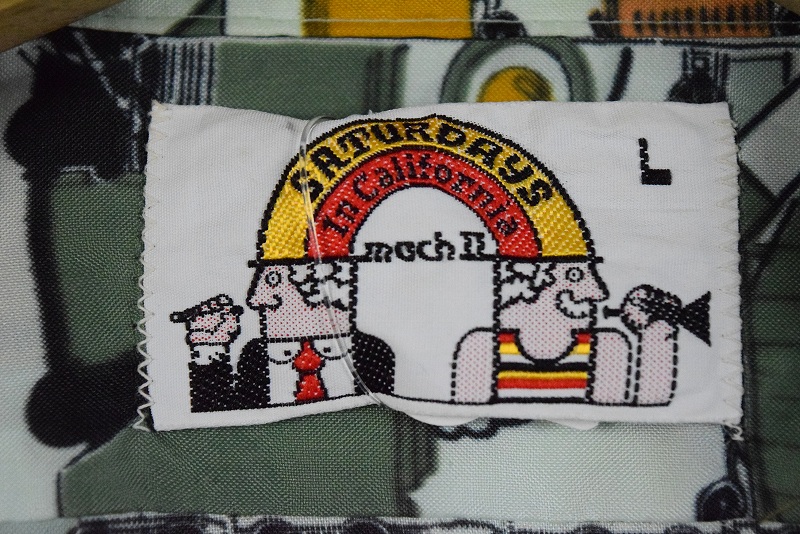 SATURDAYS
In California
mach II
L